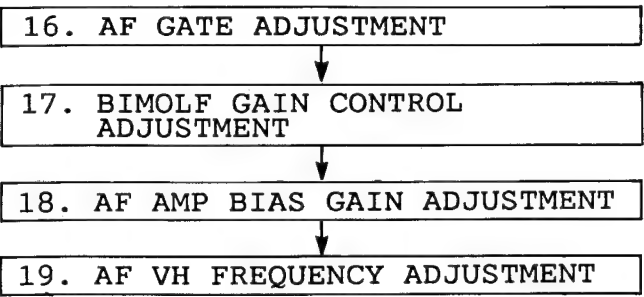 16. AF GATE ADJUSTMENT
17. BIMOLF GAIN CONTROL
ADJUSTMENT
18. AF AMP BIAS GAIN ADJUSTMENT
19. AF VH FREQUENCY ADJUSTMENT